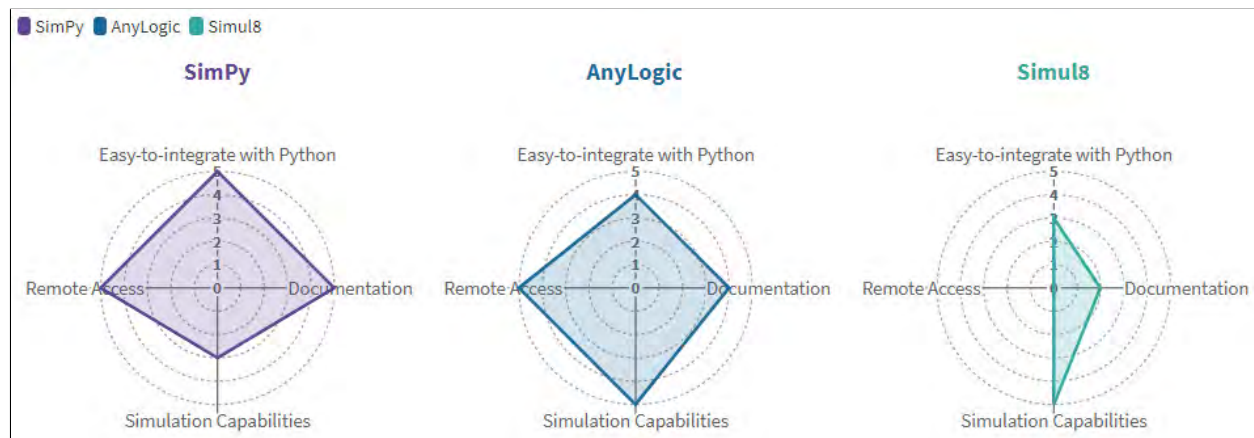 SimPy AnyLogic Simul8
SimPy AnyLogic Simul8
Easy-to-integrate with Python Easy-to-integrate with Python Easy-to-integrate with Python
5 5 5
4 4 4
3 3 3
2 2 2
1 1 1
Remote Access 0 Documentation Remote Access 0 Documentation Remote Access 0 Documentation
Simulation Capabilities Simulation Capabilities Simulation Capabilities